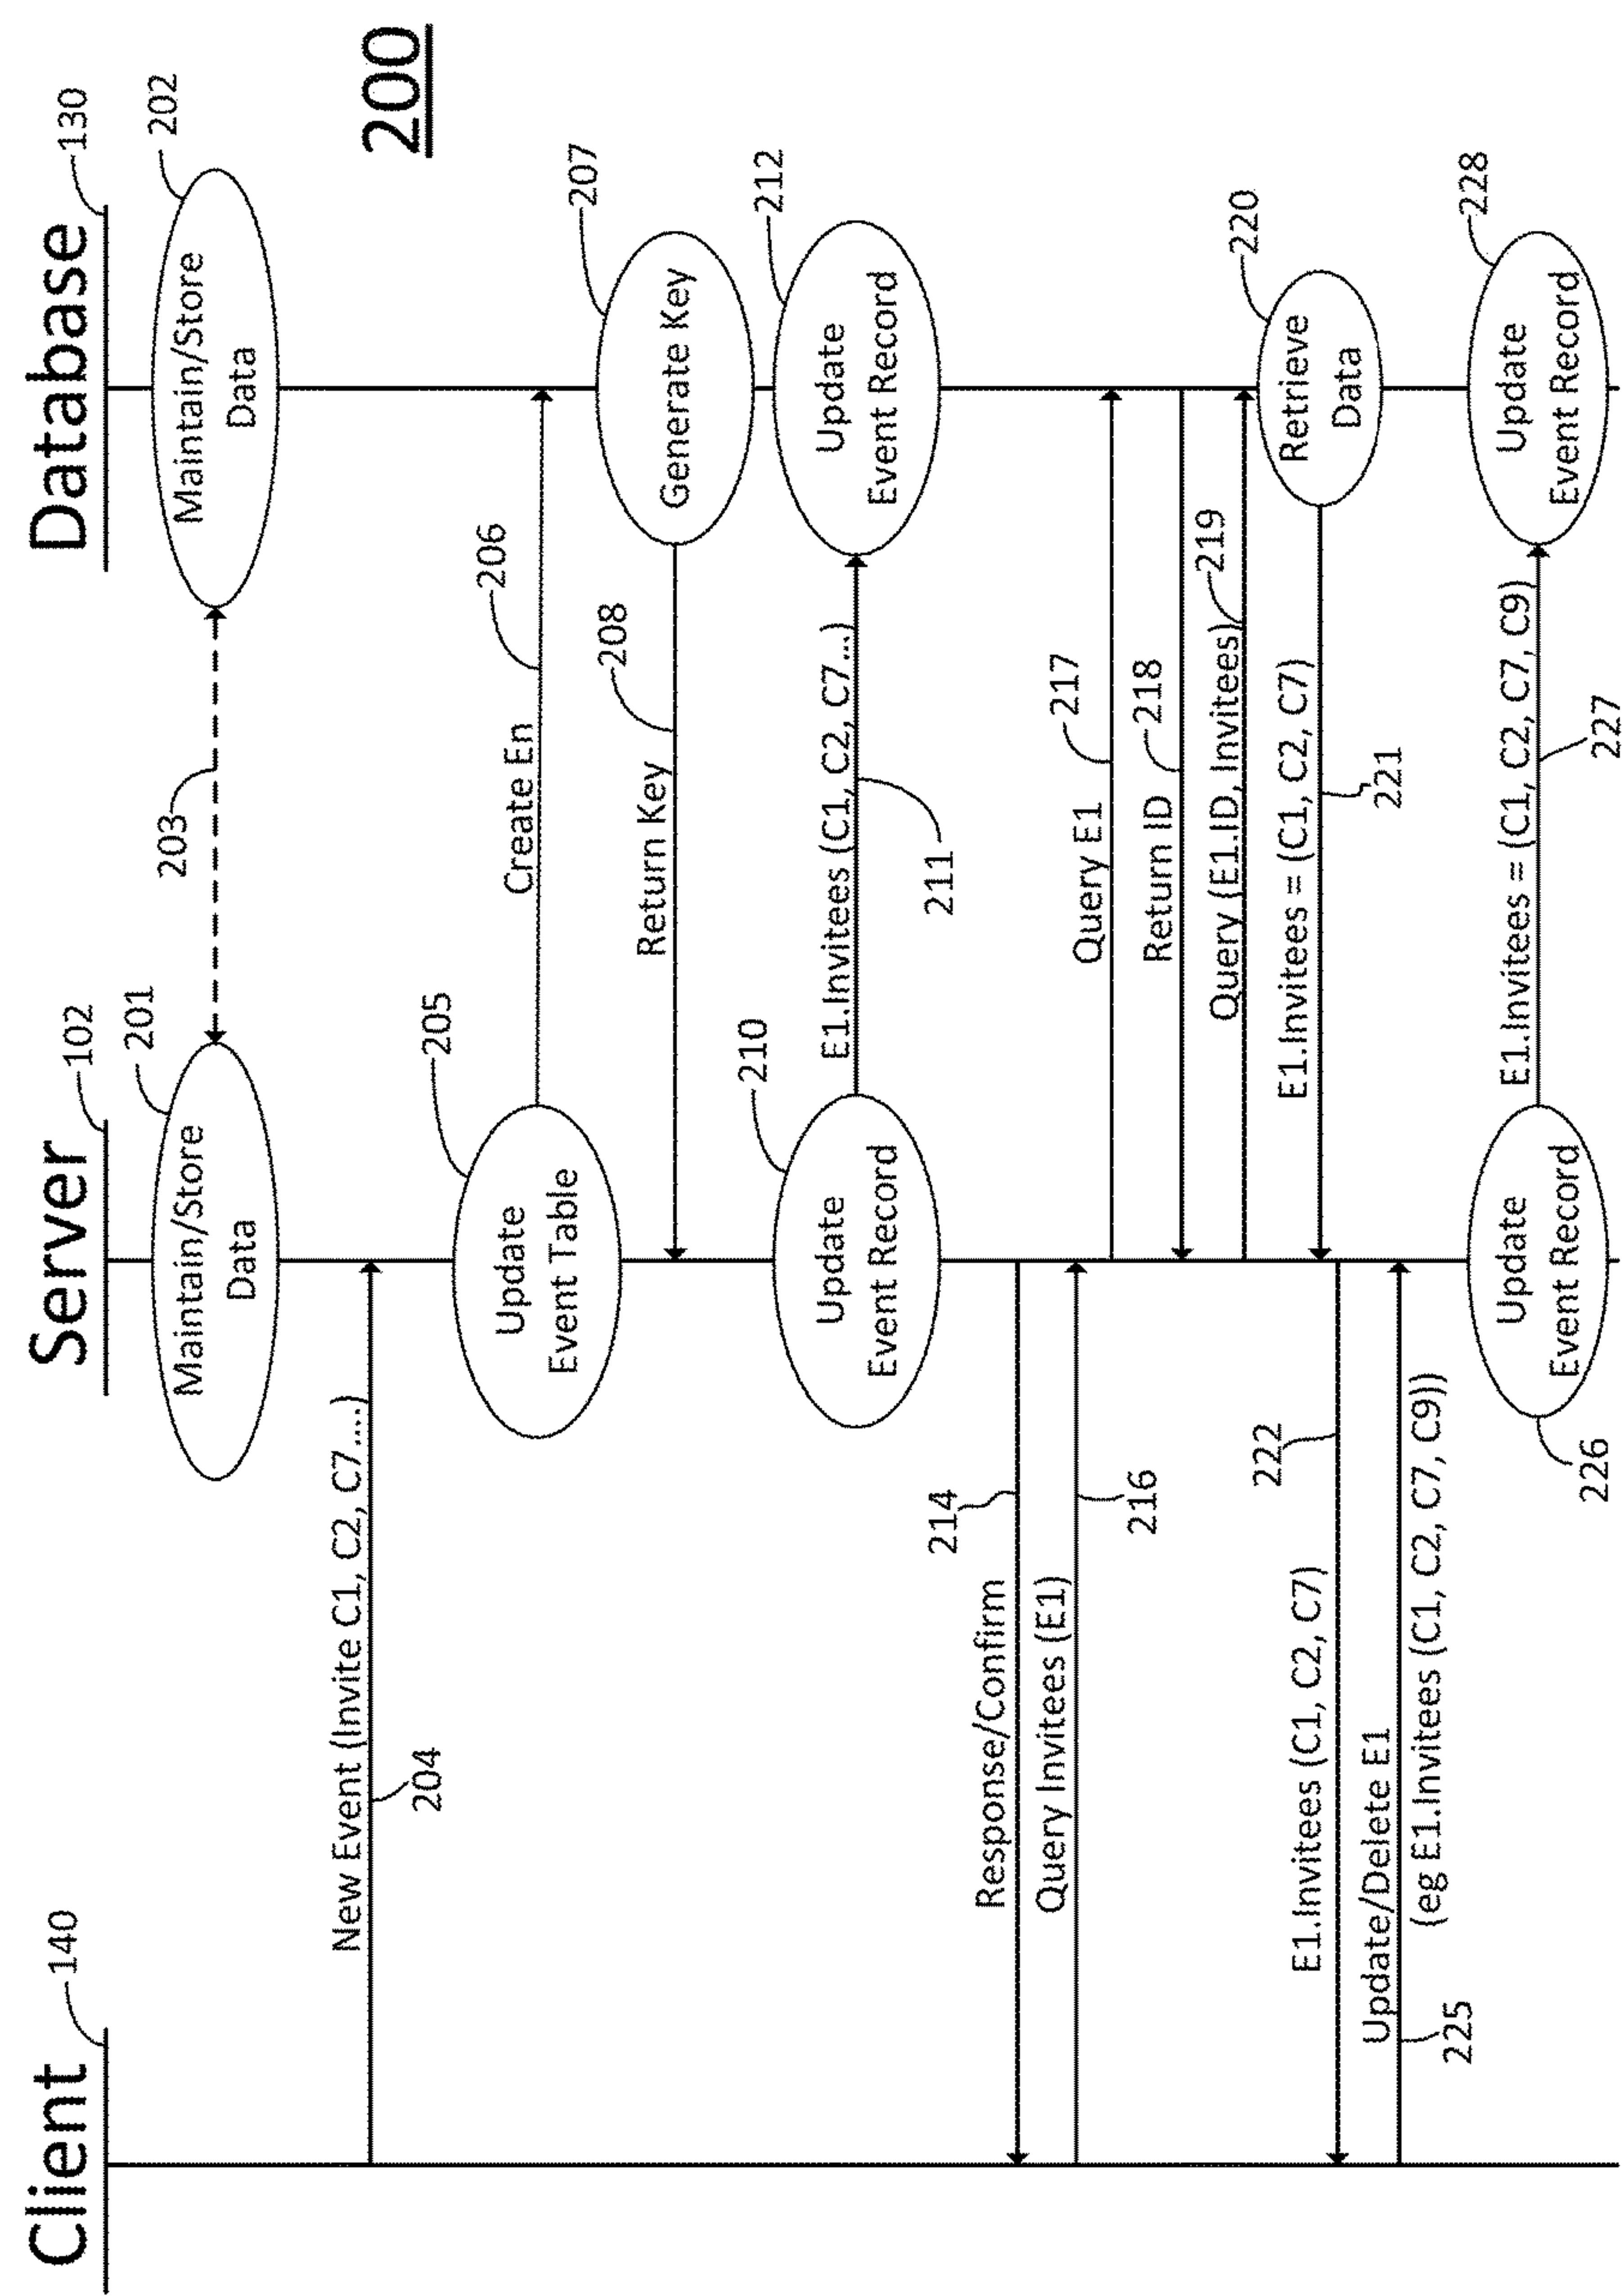 200
Client
140
Server
102
Database
130
Maintain/Store
Data
201
203
Maintain/Store
Data
202
New Event (Invite C1, C2, C7....)
204
Update
Event Table
205
Create En
206
Generate Key
207
Return Key
208
Update
Event Record
210
E1.Invitees (C1, C2, C7...)
211
Update
Event Record
212
Response/Confirm
214
Query Invitees (E1)
216
Query E1
217
Return ID
218
Query (E1.ID, Invitees)
219
Retrieve
Data
220
E1.Invitees = (C1, C2, C7)
221
E1.Invitees (C1, C2, C7)
222
Update/Delete E1
(eg E1.Invitees (C1, C2, C7, C9))
225
Update
Event Record
226
E1.Invitees = (C1, C2, C7, C9)
227
Update
Event Record
228